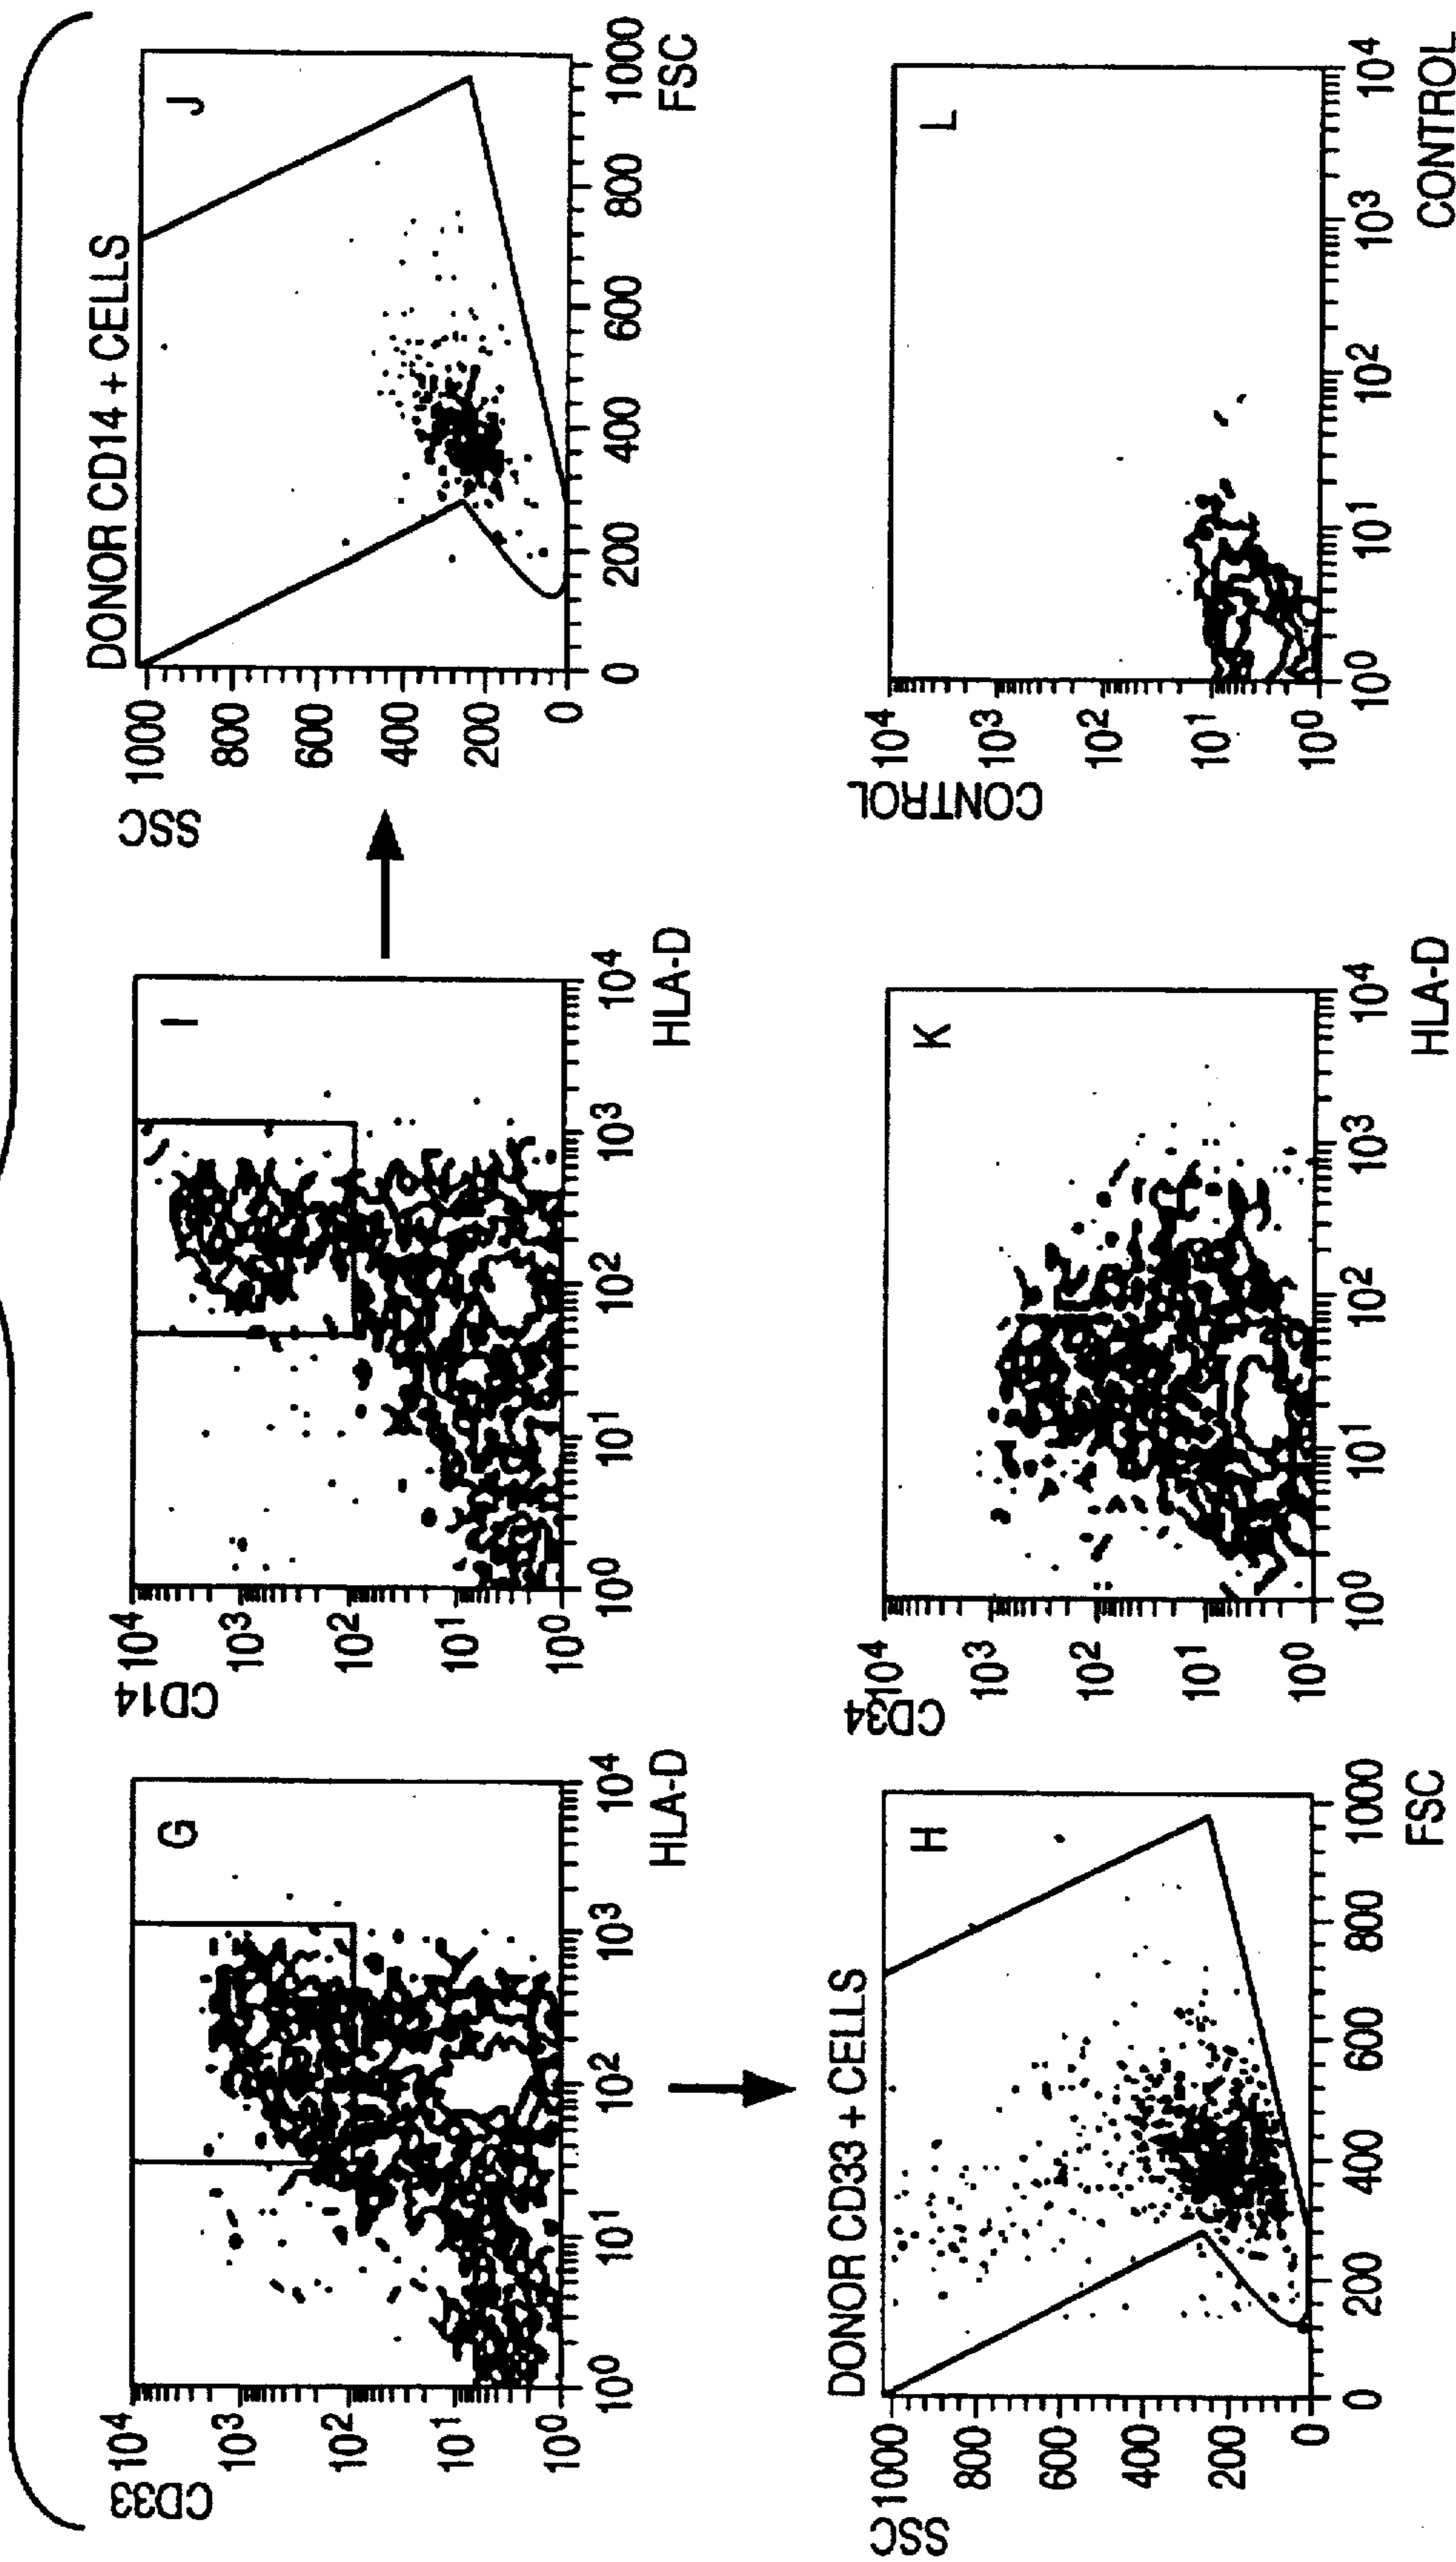 G
CD33
10⁴
10³
10²
10¹
10⁰
10⁰ 10¹ 10² 10³ 10⁴
HLA-D
I
CD14
10⁴
10³
10²
10¹
10⁰
10⁰ 10¹ 10² 10³ 10⁴
HLA-D
DONOR CD14 + CELLS
J
SSC
1000
800
600
400
200
0
0 200 400 600 800 1000
FSC
DONOR CD33 + CELLS
H
SSC
1000
800
600
400
200
0
0 200 400 600 800 1000
FSC
K
CD34
10⁴
10³
10²
10¹
10⁰
10⁰ 10¹ 10² 10³ 10⁴
HLA-D
L
CONTROL
10⁴
10³
10²
10¹
10⁰
10⁰ 10¹ 10² 10³ 10⁴
CONTROL